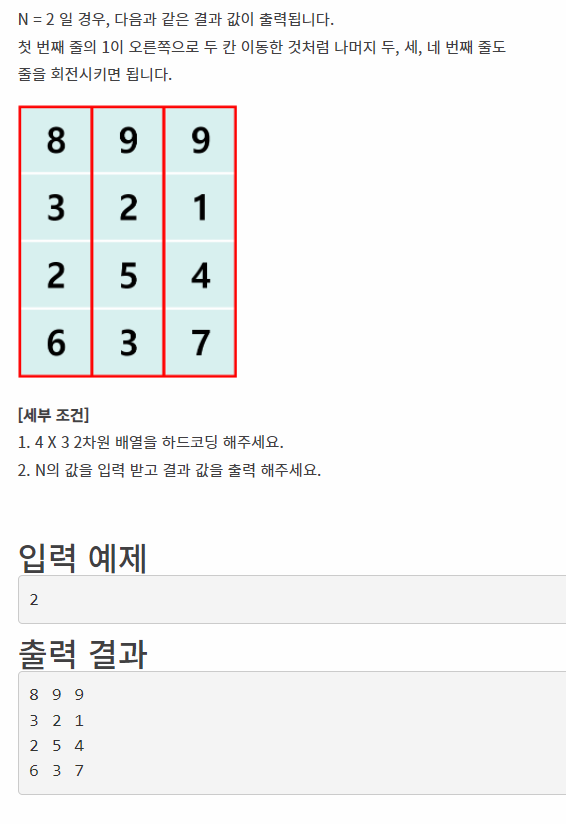 N = 2 일 경우, 다음과 같은 결과 값이 출력됩니다.
첫 번째 줄의 1이 오른쪽으로 두 칸 이동한 것처럼 나머지 두, 세, 네 번째 줄도
줄을 회전시키면 됩니다.
8 9 9
3 2 1
2 5 4
6 3 7
[세부 조건]
1. 4 X 3 2차원 배열을 하드코딩 해주세요.
2. N의 값을 입력 받고 결과 값을 출력 해주세요.
입력 예제
2
출력 결과
8 9 9
3 2 1
2 5 4
6 3 7